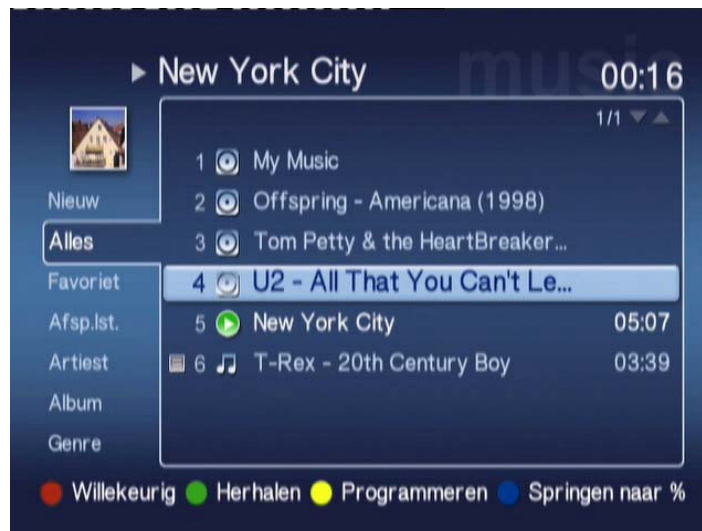 music
New York City 00:16
1/1
1 My Music
Nieuw
2 Offspring - Americana (1998)
Alles
3 Tom Petty & the HeartBreaker...
Favoriet
4 U2 - All That You Can't Le...
Afsp.lst.
5 New York City 05:07
Artiest
6 T-Rex - 20th Century Boy 03:39
Album
Genre
Willekeurig Herhalen Programmeren Springen naar %